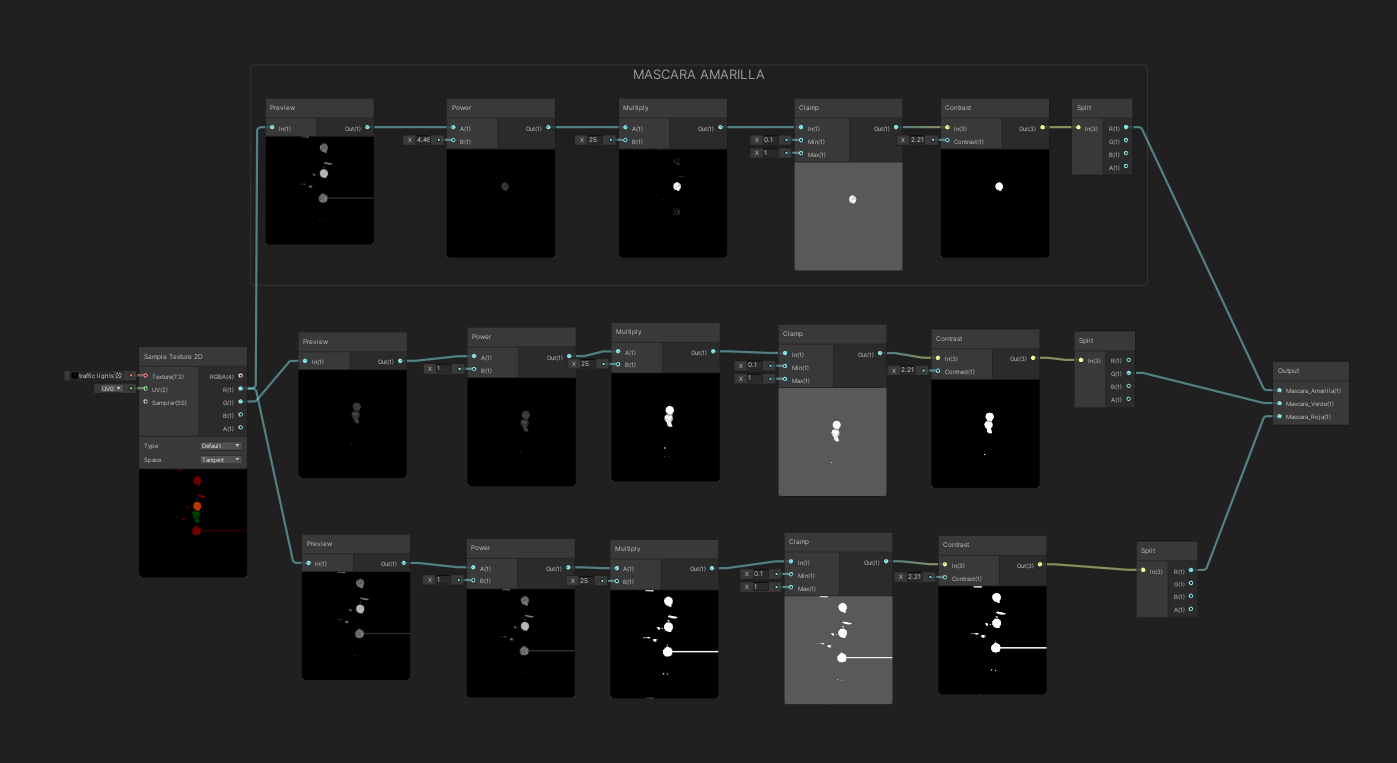 MASCARA AMARILLA
Preview
In(1) Out(1)
Power
A(1) Out(1)
X 4.46 B(1)
Multiply
A(1) Out(1)
X 25 B(1)
Clamp
In(1) Out(1)
X 0.1 Min(1)
X 1 Max(1)
Contrast
In(3) Out(3)
X 2.21 Contrast(1)
Split
In(3) R(1)
G(1)
B(1)
A(1)
Sample Texture 2D
traffic lights Texture(T2) RGBA(4)
UV0 UV(2) R(1)
Sampler(SS) G(1)
B(1)
A(1)
Type Default
Space Tangent
Preview
In(1) Out(1)
Power
A(1) Out(1)
X 1 B(1)
Multiply
A(1) Out(1)
X 25 B(1)
Clamp
In(1) Out(1)
X 0.1 Min(1)
X 1 Max(1)
Contrast
In(3) Out(3)
X 2.21 Contrast(1)
Split
In(3) R(1)
G(1)
B(1)
A(1)
Output
Mascara_Amarilla(1)
Mascara_Verde(1)
Mascara_Roja(1)
Preview
In(1) Out(1)
Power
A(1) Out(1)
X 1 B(1)
Multiply
A(1) Out(1)
X 25 B(1)
Clamp
In(1) Out(1)
X 0.1 Min(1)
X 1 Max(1)
Contrast
In(3) Out(3)
X 2.21 Contrast(1)
Split
In(3) R(1)
G(1)
B(1)
A(1)